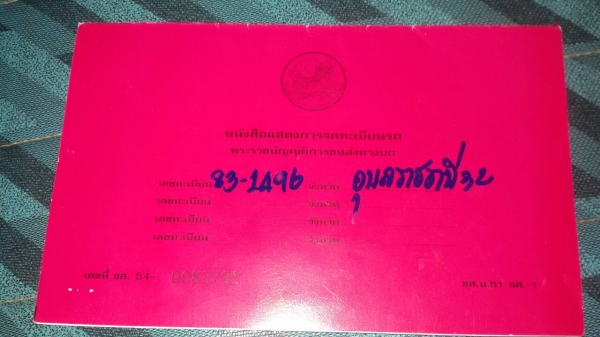 หนังสือแสดงการจดทะเบียนรถ
พระราชบัญญัติการขนส่งทางบก
เลขทะเบียน 83-1496 จังหวัด อุบลราชธานี
เลขทะเบียน จังหวัด
เลขทะเบียน จังหวัด
เลขทะเบียน จังหวัด
เลขที่ ขส. 54-